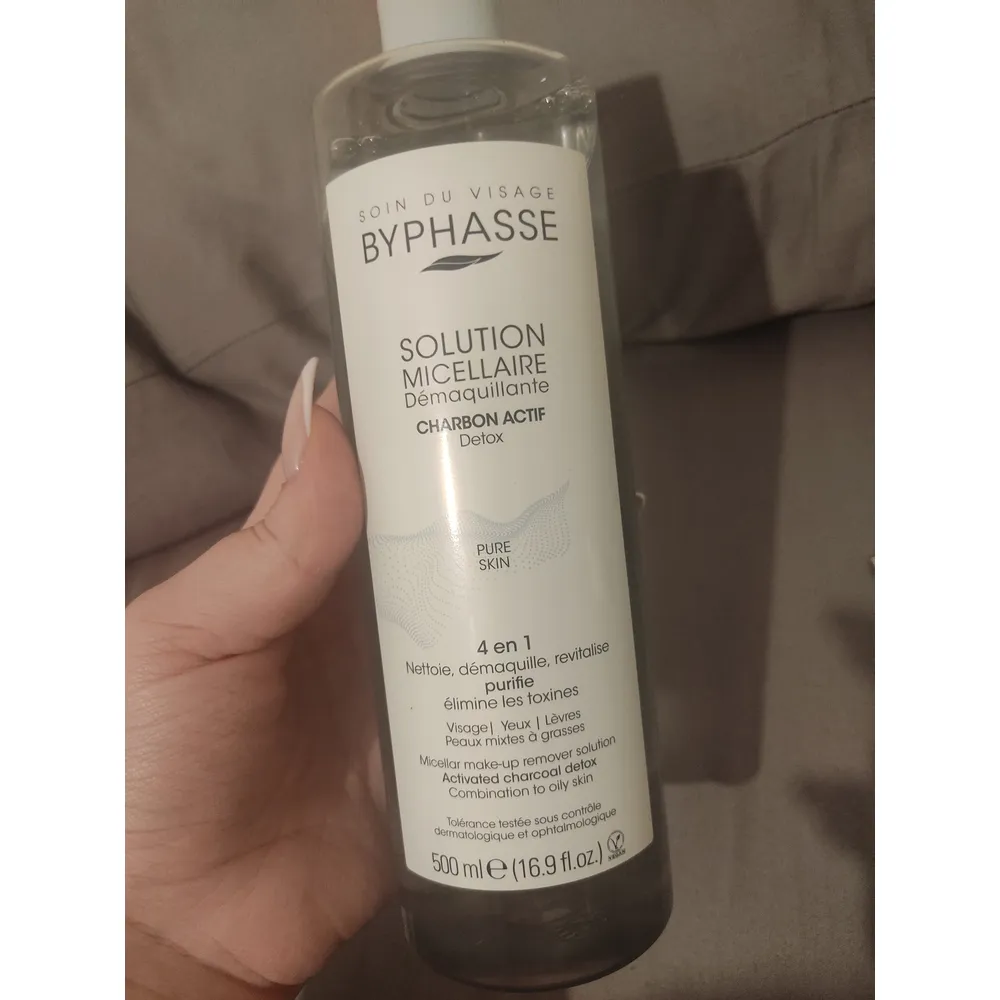 SOIN DU VISAGE
BYPHASSE
SOLUTION
MICELLAIRE
Démaquillante
CHARBON ACTIF
Detox
PURE
SKIN
4 en 1
Nettoie, démaquille, revitalise
purifie
élimine les toxines
Visage| Yeux | Lèvres
Peaux mixtes à grasses
Micellar make-up remover solution
Activated charcoal detox
Combination to oily skin
Tolérance testée sous contrôle
dermatologique et ophtalmologique
500 ml ℮ (16.9 fl.oz.)
VEGAN